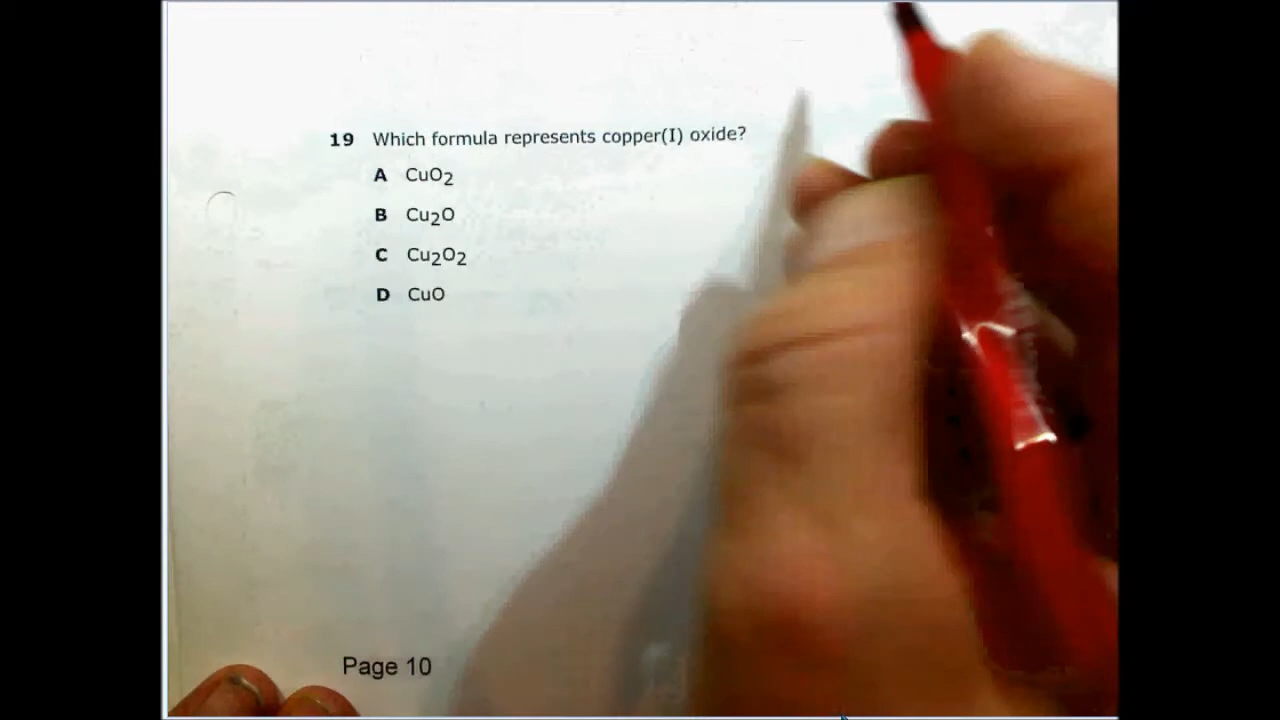 19 Which formula represents copper(I) oxide?
A CuO₂
B Cu₂O
C Cu₂O₂
D CuO
Page 10